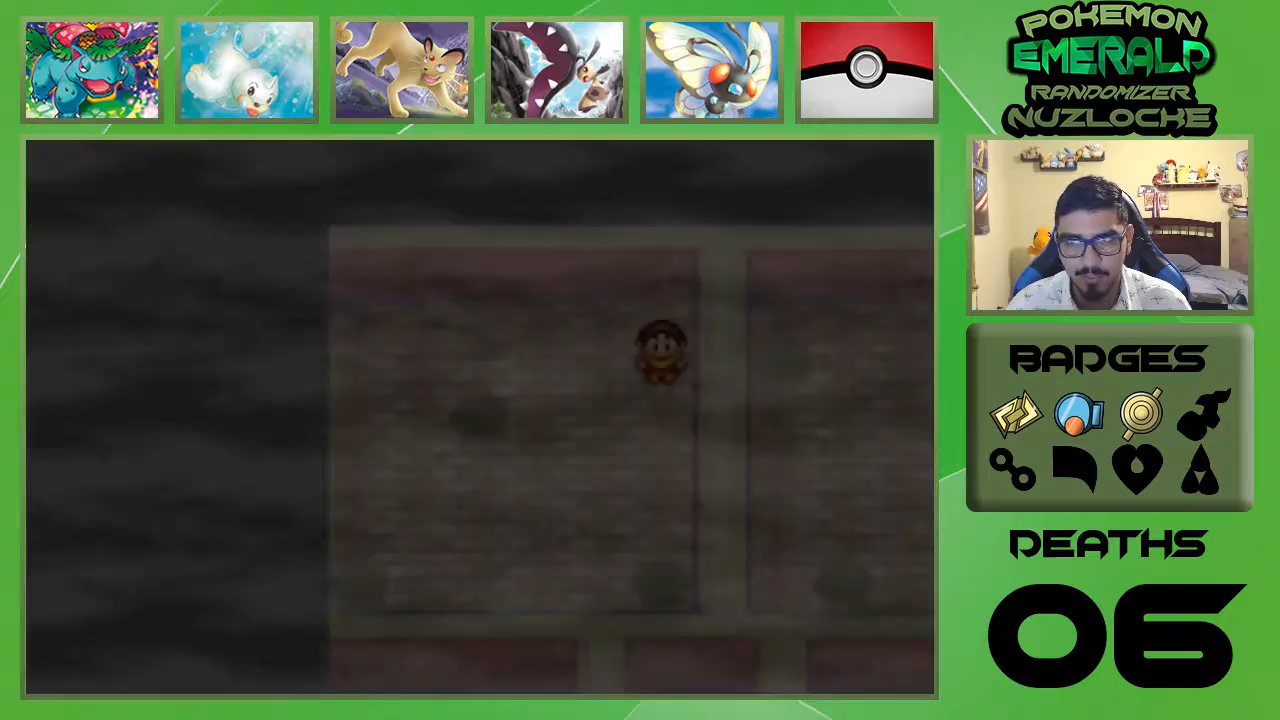 POKEMON
EMERALD
RANDOMIZER
NUZLOCKE
BADGES
DEATHS
06